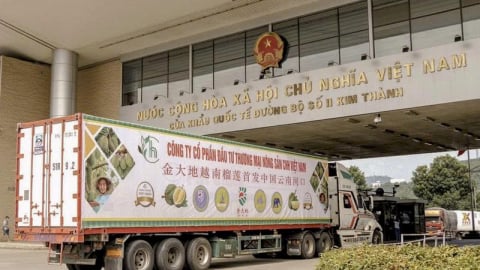 NƯỚC CỘNG HÒA XÃ HỘI CHỦ NGHĨA VIỆT NAM
CỬA KHẨU QUỐC TẾ ĐƯỜNG BỘ SỐ II KIM THÀNH
CÔNG TY CỔ PHẦN ĐẦU TƯ THƯƠNG MẠI NÔNG SẢN CNH VIỆT NAM
金大地越南榴莲首发中国云南河口